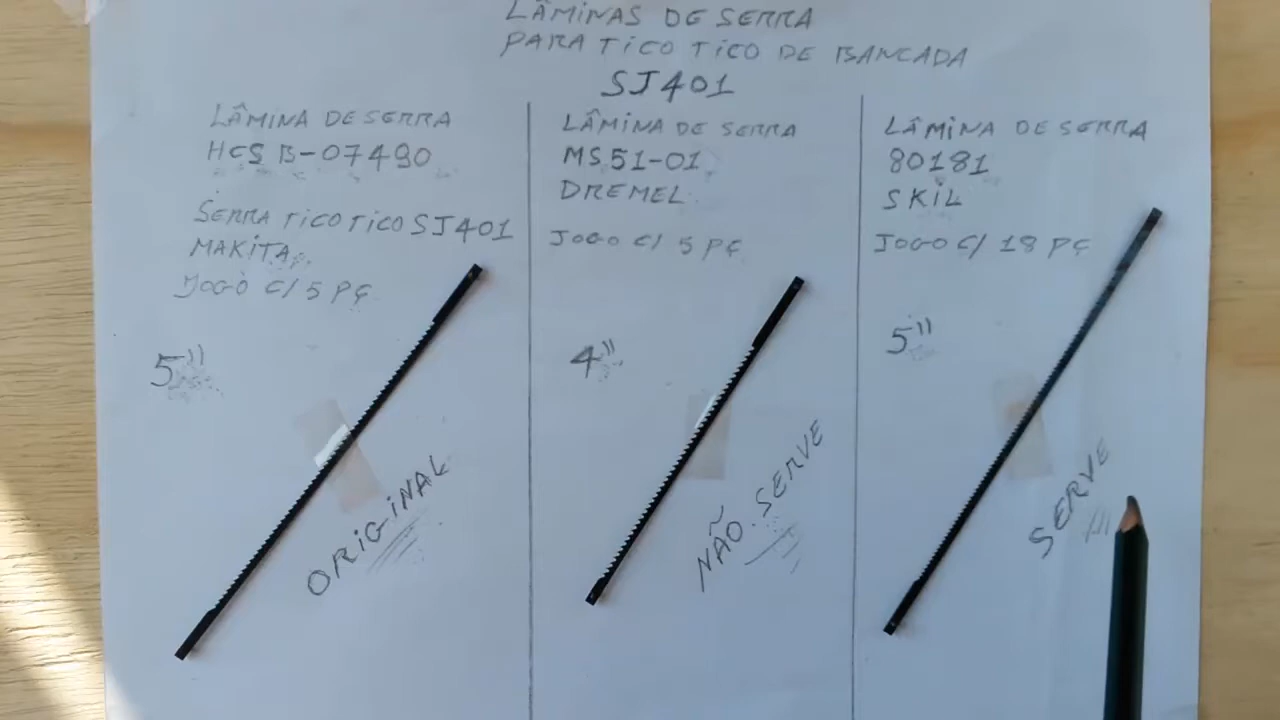 LÂMINAS DE SERRA
PARA TICO TICO DE BANCADA
SJ401
LÂMINA DE SERRA
HCS B-07490
SERRA TICO TICO SJ401
MAKITA
JOGO C/ 5 PÇ
5"
ORIGINAL
LÂMINA DE SERRA
MS51-01
DREMEL
JOGO C/ 5 PÇ
4"
NÃO SERVE
LÂMINA DE SERRA
80181
SKIL
JOGO C/ 18 PÇ
5"
SERVE